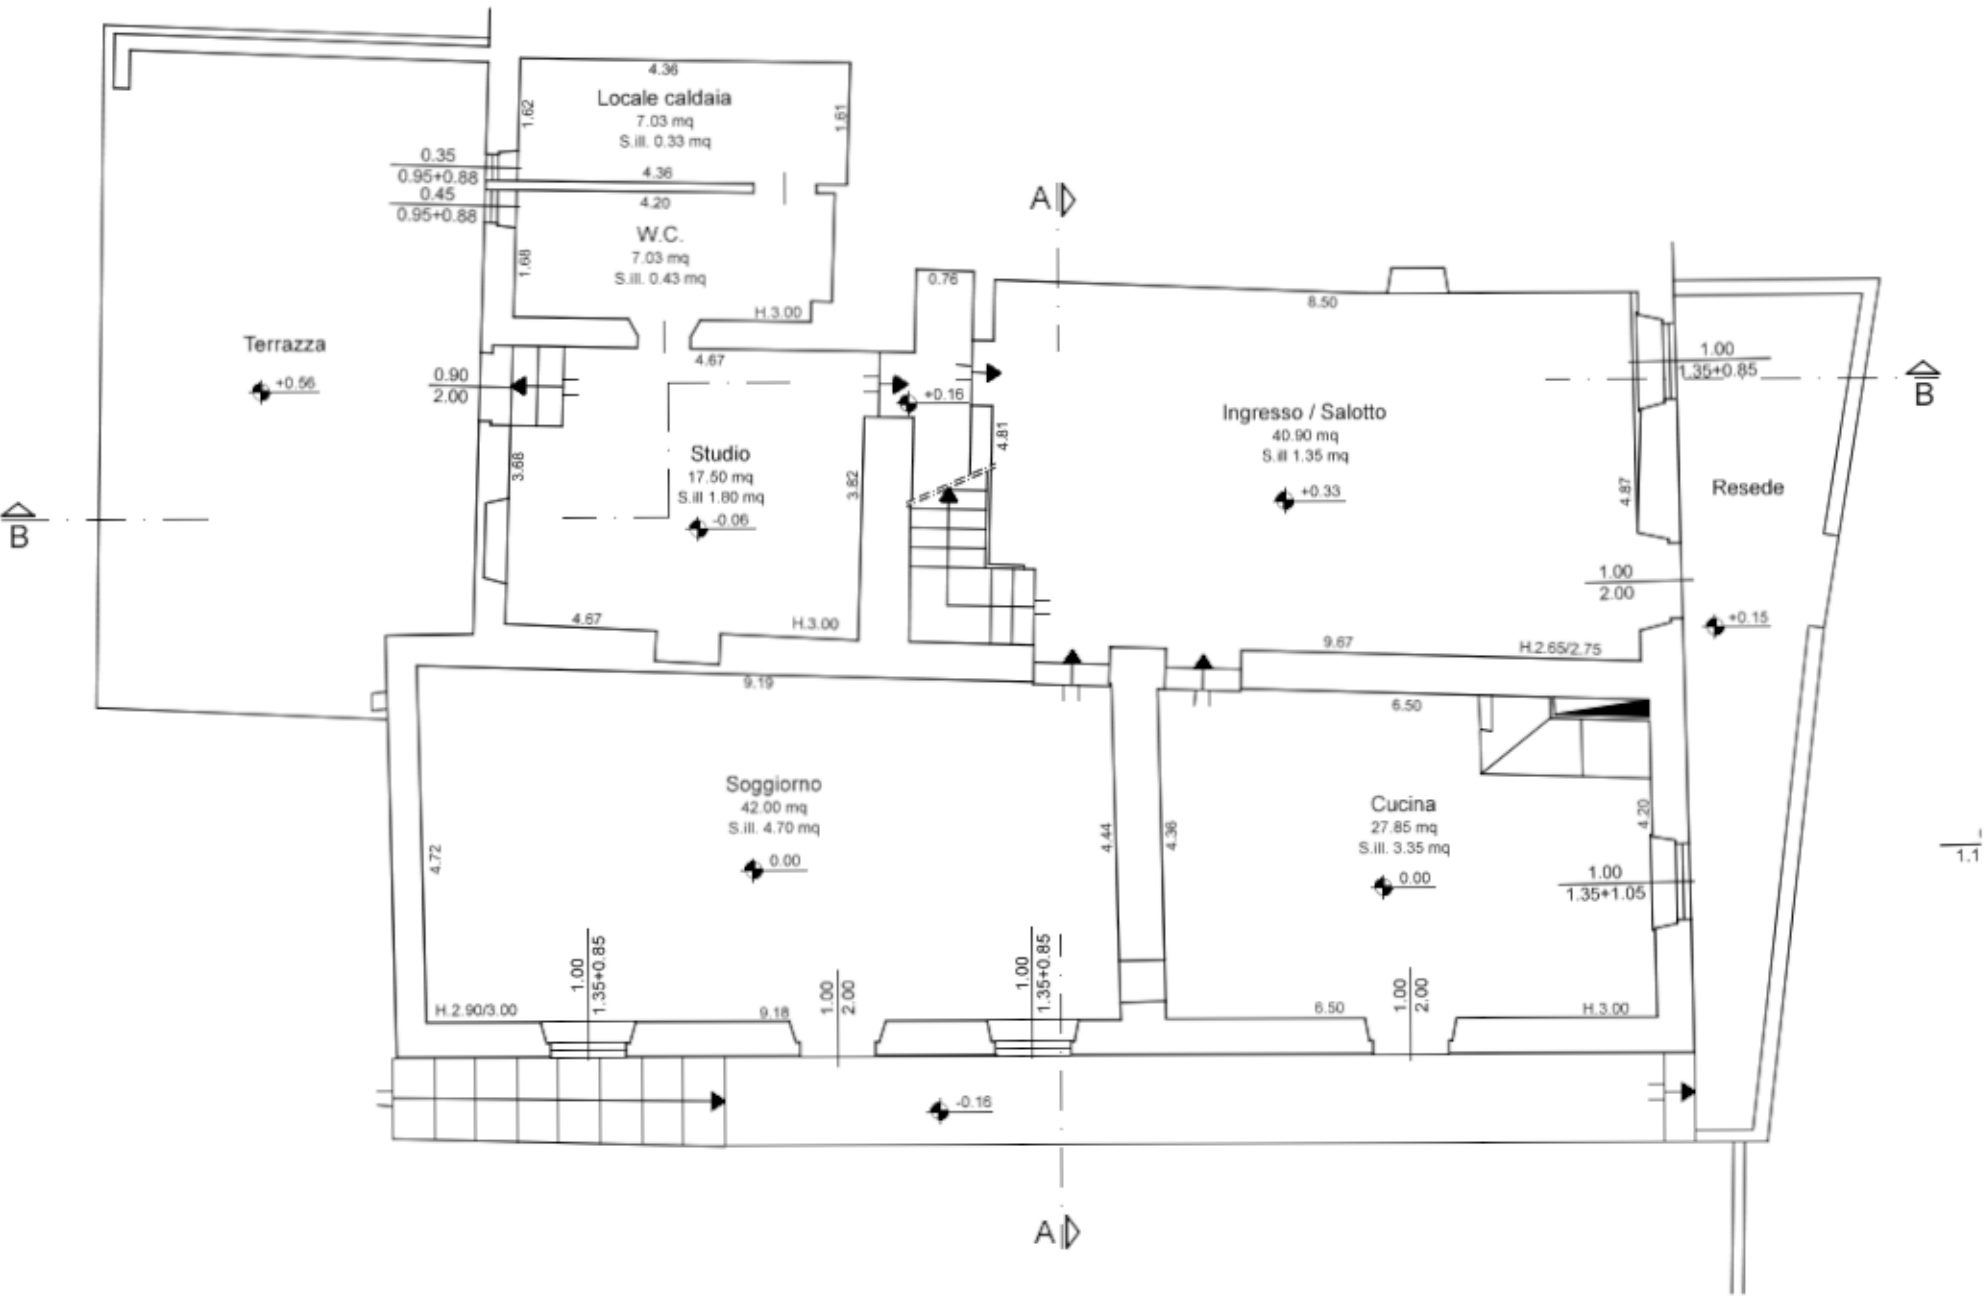 4.36
Locale caldaia
7.03 mq
S.ill. 0.33 mq
1.62
1.61
0.35
0.95+0.88
4.36
0.45
0.95+0.88
4.20
W.C.
7.03 mq
S.ill. 0.43 mq
1.68
H.3.00
A
0.76
8.50
Terrazza
+0.56
0.90
2.00
4.67
+0.16
1.00
1.35+0.85
B
Ingresso / Salotto
40.90 mq
S.ill 1.35 mq
+0.33
4.81
4.87
Studio
17.50 mq
S.ill 1.80 mq
-0.06
3.68
3.82
Resede
B
1.00
2.00
+0.15
4.67
H.3.00
9.67
H.2.65/2.75
9.19
6.50
Soggiorno
42.00 mq
S.ill. 4.70 mq
0.00
4.72
4.44
4.36
Cucina
27.85 mq
S.ill. 3.35 mq
0.00
4.20
1.00
1.35+1.05
1.1
1.00
1.35+0.85
1.00
2.00
1.00
1.35+0.85
1.00
2.00
H.2.90/3.00
9.18
6.50
H.3.00
-0.16
A